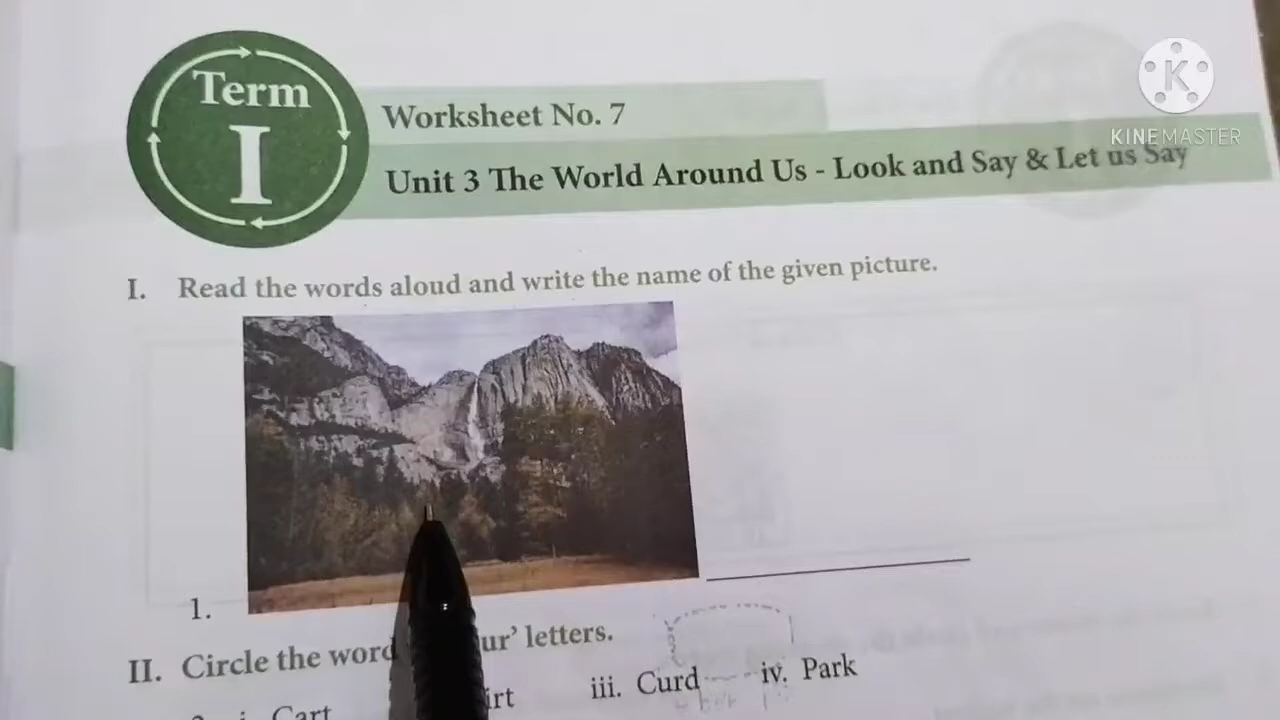 Term
I
Worksheet No. 7
Unit 3 The World Around Us - Look and Say & Let us Say
KINEMASTER
I. Read the words aloud and write the name of the given picture.
1.
II. Circle the word ur’ letters.
i. Cart irt iii. Curd iv. Park